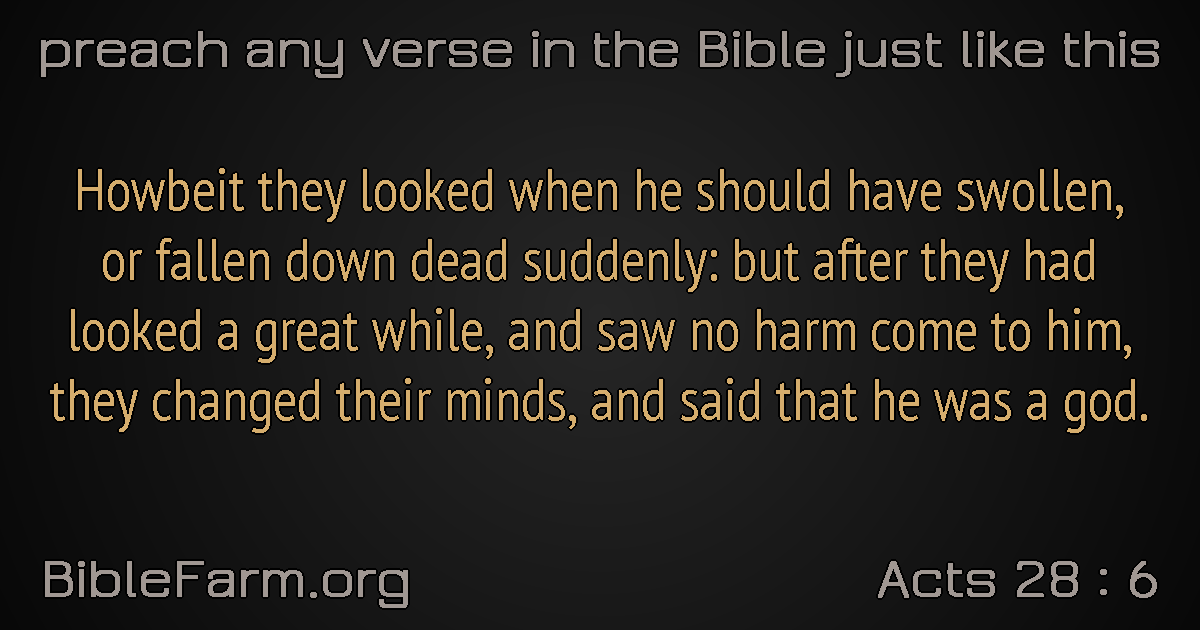 preach any verse in the Bible just like this
Howbeit they looked when he should have swollen,
or fallen down dead suddenly: but after they had
looked a great while, and saw no harm come to him,
they changed their minds, and said that he was a god.
BibleFarm.org
Acts 28 : 6